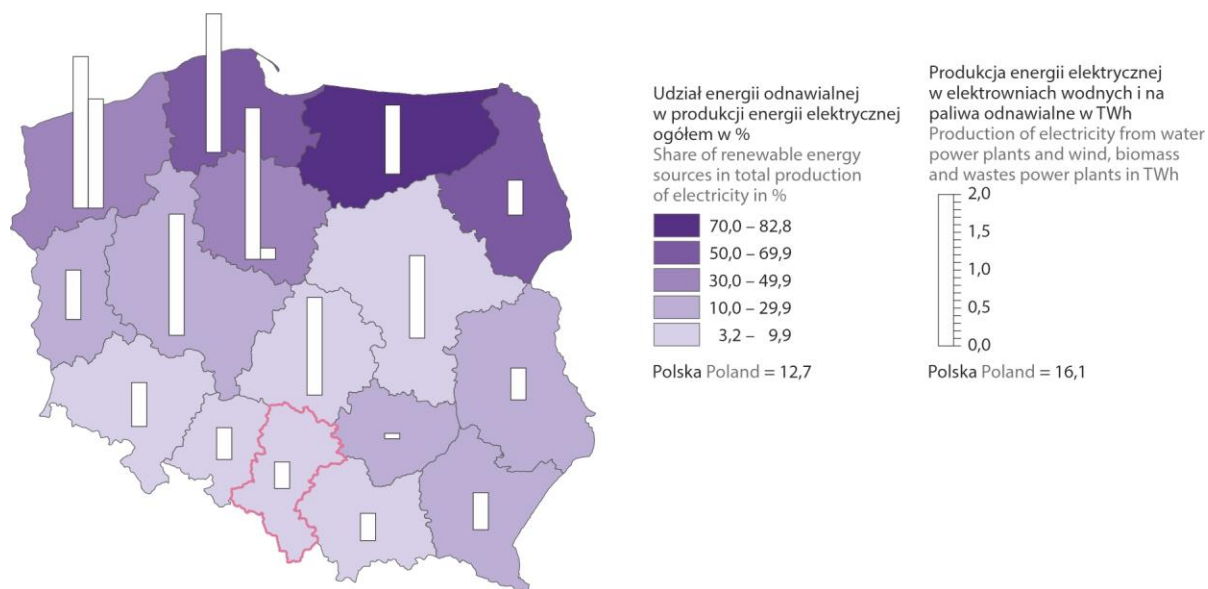 Udział energii odnawialnej
w produkcji energii elektrycznej
ogółem w %
Share of renewable energy
sources in total production
of electricity in %
70,0 – 82,8
50,0 – 69,9
30,0 – 49,9
10,0 – 29,9
3,2 – 9,9
Polska Poland = 12,7
Produkcja energii elektrycznej
w elektrowniach wodnych i na
paliwa odnawialne w TWh
Production of electricity from water
power plants and wind, biomass
and wastes power plants in TWh
2,0
1,5
1,0
0,5
0,0
Polska Poland = 16,1